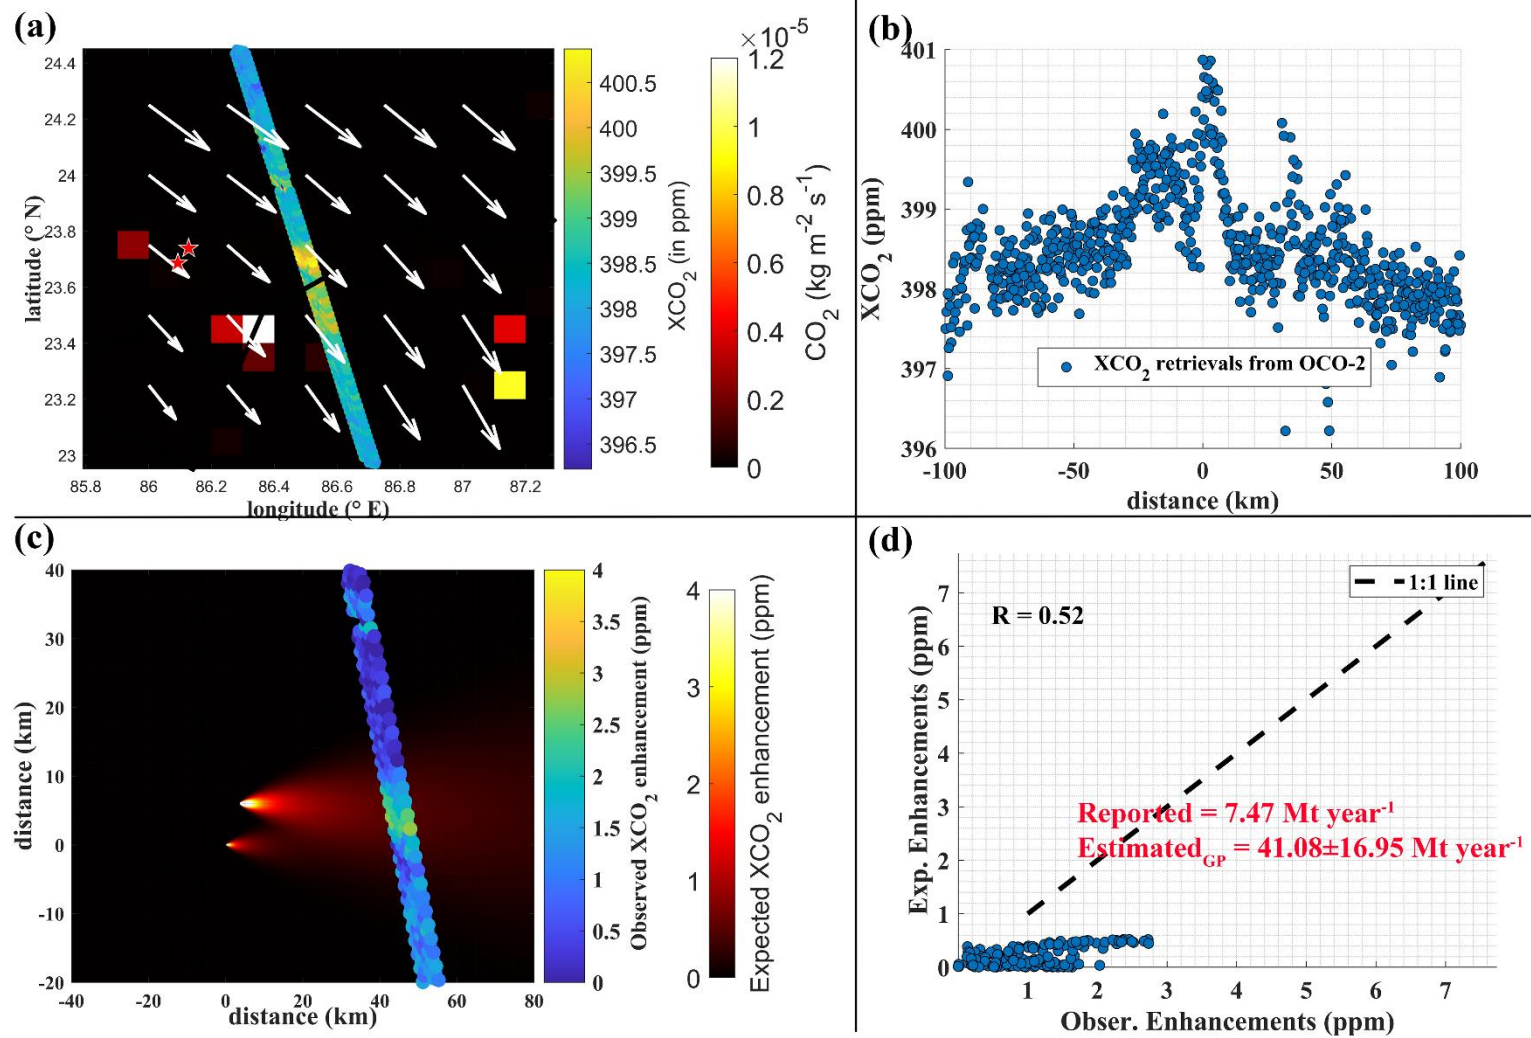 (a)
24.4
24.2
24
23.8
23.6
23.4
23.2
23
latitude (° N)
85.8 86 86.2 86.4 86.6 86.8 87 87.2
longitude (° E)
400.5
400
399.5
399
398.5
398
397.5
397
396.5
XCO2 (in ppm)
×10-5
1.2
1
0.8
0.6
0.4
0.2
0
CO2 (kg m-2 s-1)
(b)
401
400
399
398
397
396
XCO2 (ppm)
XCO2 retrievals from OCO-2
-100 -50 0 50 100
distance (km)
(c)
40
30
20
10
0
-10
-20
distance (km)
-40 -20 0 20 40 60 80
distance (km)
4
3.5
3
2.5
2
1.5
1
0.5
0
Observed XCO2 enhancement (ppm)
4
3
2
1
0
Expected XCO2 enhancement (ppm)
(d)
1:1 line
R = 0.52
Reported = 7.47 Mt year-1
EstimatedGP = 41.08±16.95 Mt year-1
7
6
5
4
3
2
1
0
Exp. Enhancements (ppm)
1 2 3 4 5 6 7
Obser. Enhancements (ppm)